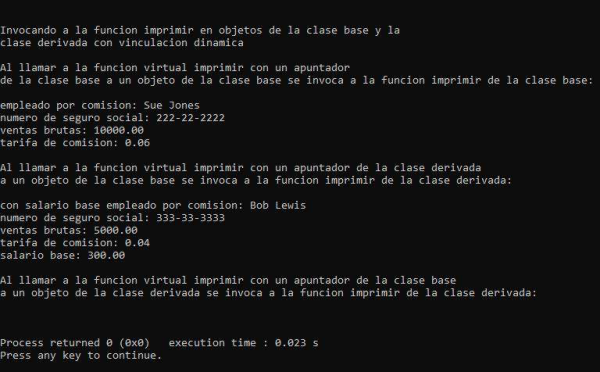 Invocando a la funcion imprimir en objetos de la clase base y la
clase derivada con vinculacion dinamica
Al llamar a la funcion virtual imprimir con un apuntador
de la clase base a un objeto de la clase base se invoca a la funcion imprimir de la clase base:
empleado por comision: Sue Jones
numero de seguro social: 222-22-2222
ventas brutas: 10000.00
tarifa de comision: 0.06
Al llamar a la funcion virtual imprimir con un apuntador de la clase derivada
a un objeto de la clase base se invoca a la funcion imprimir de la clase derivada:
con salario base empleado por comision: Bob Lewis
numero de seguro social: 333-33-3333
ventas brutas: 5000.00
tarifa de comision: 0.04
salario base: 300.00
Al llamar a la funcion virtual imprimir con un apuntador de la clase base
a un objeto de la clase derivada se invoca a la funcion imprimir de la clase derivada:
Process returned 0 (0x0)   execution time : 0.023 s
Press any key to continue.